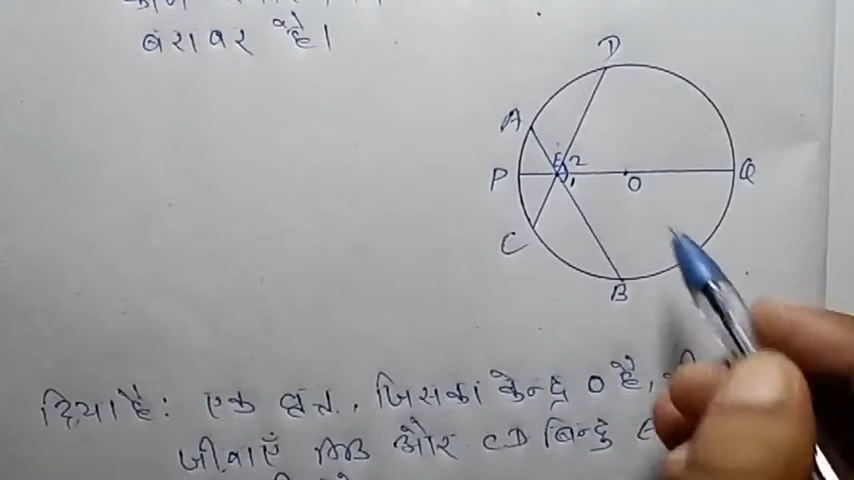 बराबर है।
D
A
E 2
P
1
O
Q
C
B
दिया है: एक वृत्त, जिसका केन्द्र O है,
जीवाएँ AB और CD बिन्दु E